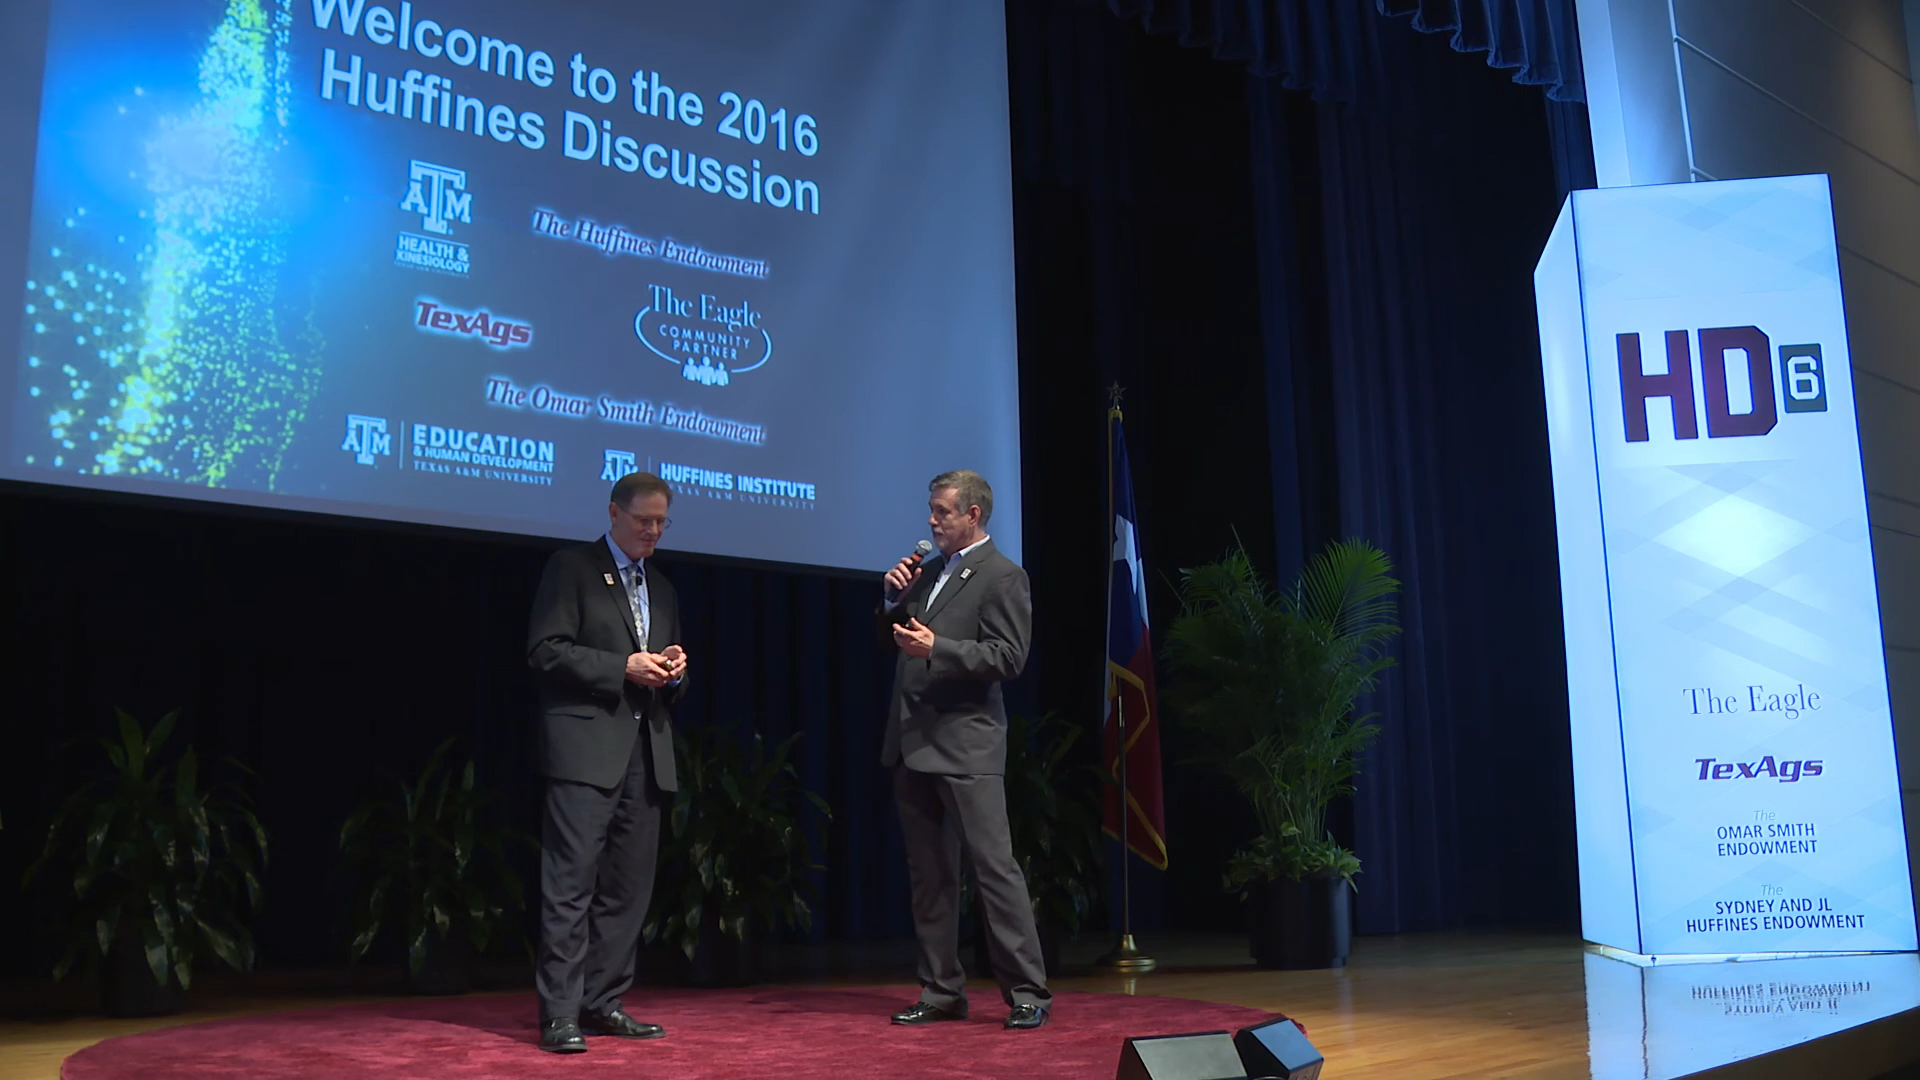 Welcome to the 2016
Huffines Discussion
ATM
HEALTH &
KINESIOLOGY
The Huffines Endowment
TexAgs
The Eagle
COMMUNITY
PARTNER
The Omar Smith Endowment
ATM
EDUCATION
& HUMAN DEVELOPMENT
TEXAS A&M UNIVERSITY
ATM
HUFFINES INSTITUTE
TEXAS A&M UNIVERSITY
HD6
The Eagle
TexAgs
The
OMAR SMITH
ENDOWMENT
The
SYDNEY AND JL
HUFFINES ENDOWMENT